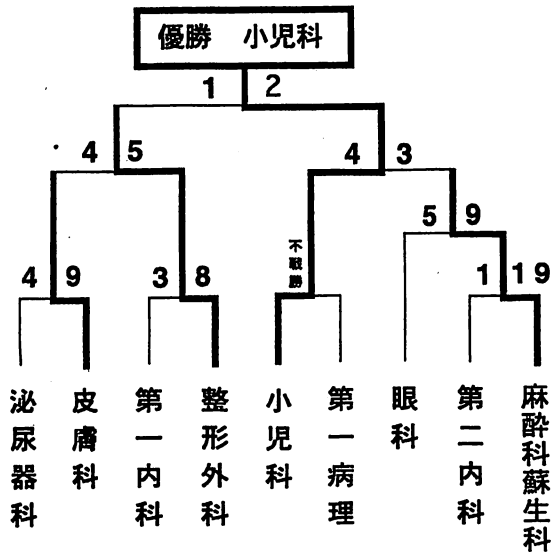 優勝 小児科
1 2
4 5
4 3
5 9
不戦勝
4 9
3 8
1 19
泌尿器科
皮膚科
第一内科
整形外科
小児科
第一病理
眼科
第二内科
麻酔科蘇生科